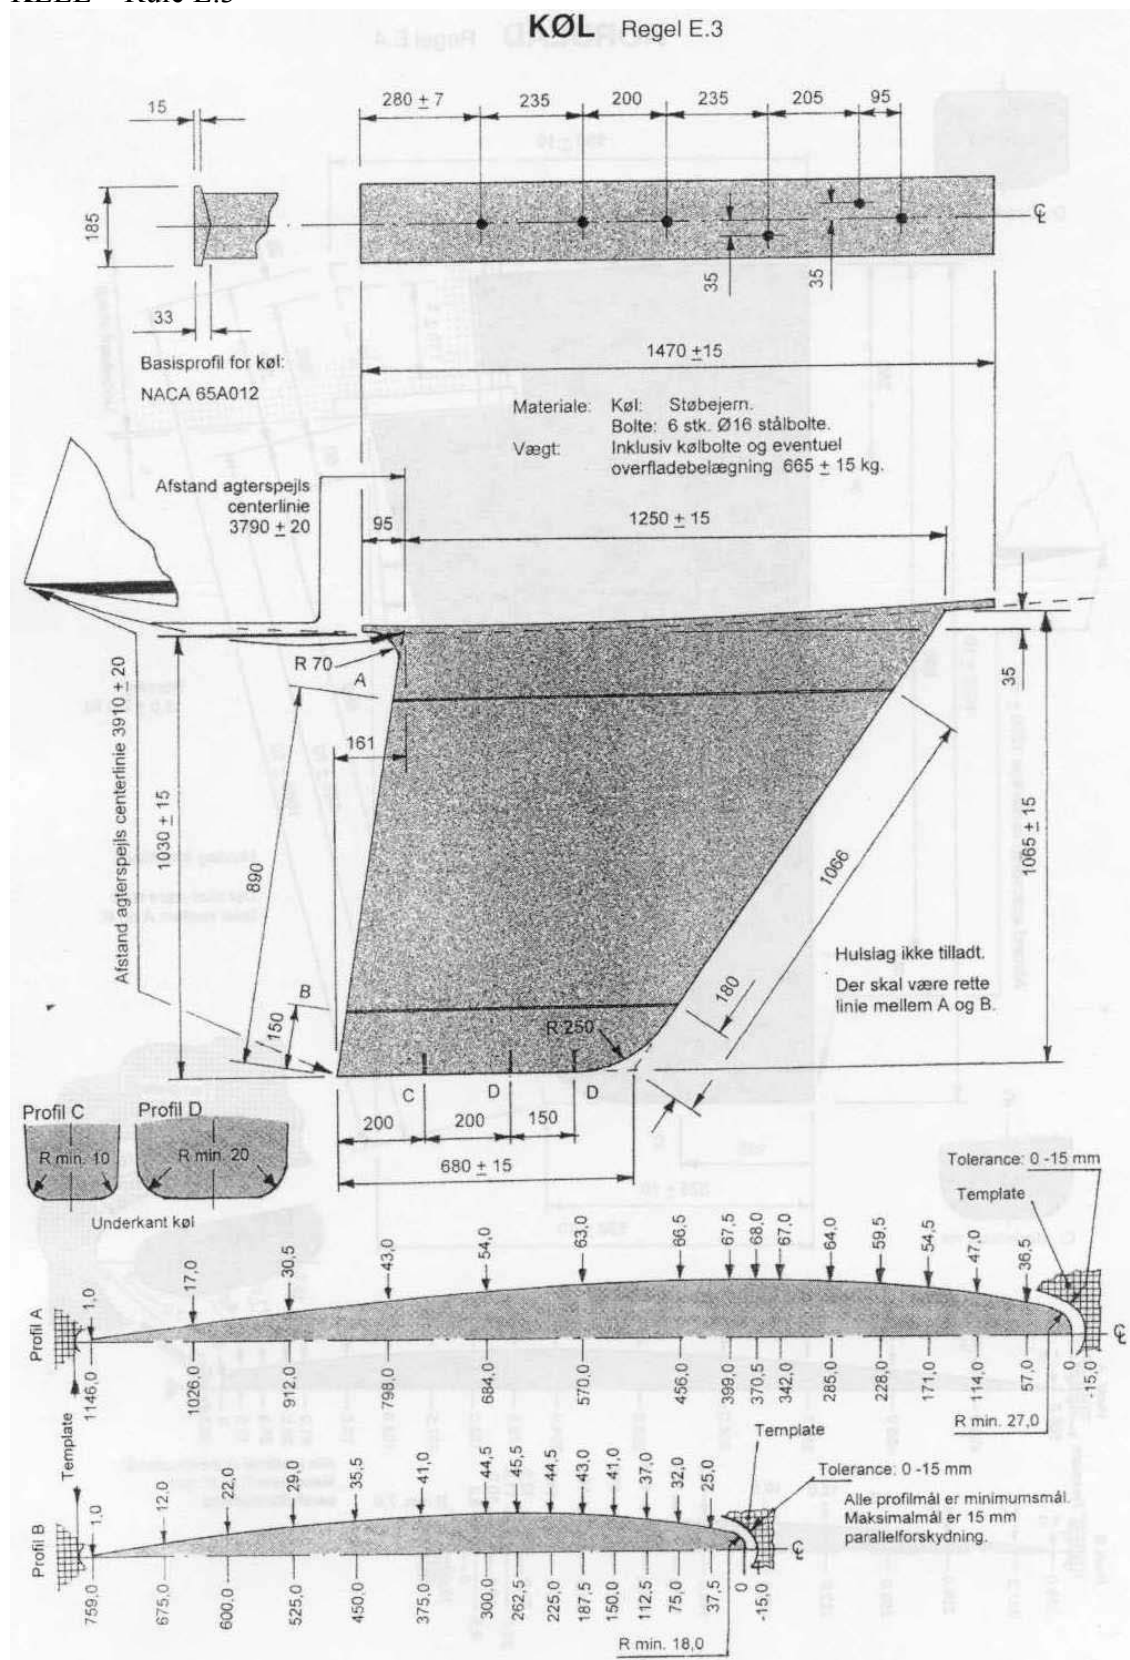 KØL Regel E.3
280 ± 7
235
200
235
205
95
15
185
33
35
35
℄
1470 ±15
Basisprofil for køl:
NACA 65A012
Materiale: Køl: Støbejern.
Bolte: 6 stk. Ø16 stålbolte.
Vægt: Inklusiv kølbolte og eventuel
overfladebelægning 665 ± 15 kg.
Afstand agterspejls
centerlinie
3790 ± 20
95
1250 ± 15
R 70
A
161
35
Afstand agterspejls centerlinie 3910 ± 20
1030 ± 15
890
B
150
1066
1065 ± 15
180
R 250
Hulslag ikke tilladt.
Der skal være rette
linie mellem A og B.
C
D
D
200
200
150
680 ± 15
Profil C
Profil D
R min. 10
R min. 20
Underkant køl
Tolerance: 0 -15 mm
Template
Profil A
1,0
17,0
30,5
43,0
54,0
63,0
66,5
67,5
68,0
67,0
64,0
59,5
54,5
47,0
36,5
℄
1146,0
1026,0
912,0
798,0
684,0
570,0
456,0
399,0
370,5
342,0
285,0
228,0
171,0
114,0
57,0
0
-15,0
R min. 27,0
Template
Template
Tolerance: 0 -15 mm
Alle profilmål er minimumsmål.
Maksimalmål er 15 mm
parallelforskydning.
Profil B
1,0
12,0
22,0
29,0
35,5
41,0
44,5
45,5
44,5
43,0
41,0
37,0
32,0
25,0
℄
759,0
675,0
600,0
525,0
450,0
375,0
300,0
262,5
225,0
187,5
150,0
112,5
75,0
37,5
0
-15,0
R min. 18,0